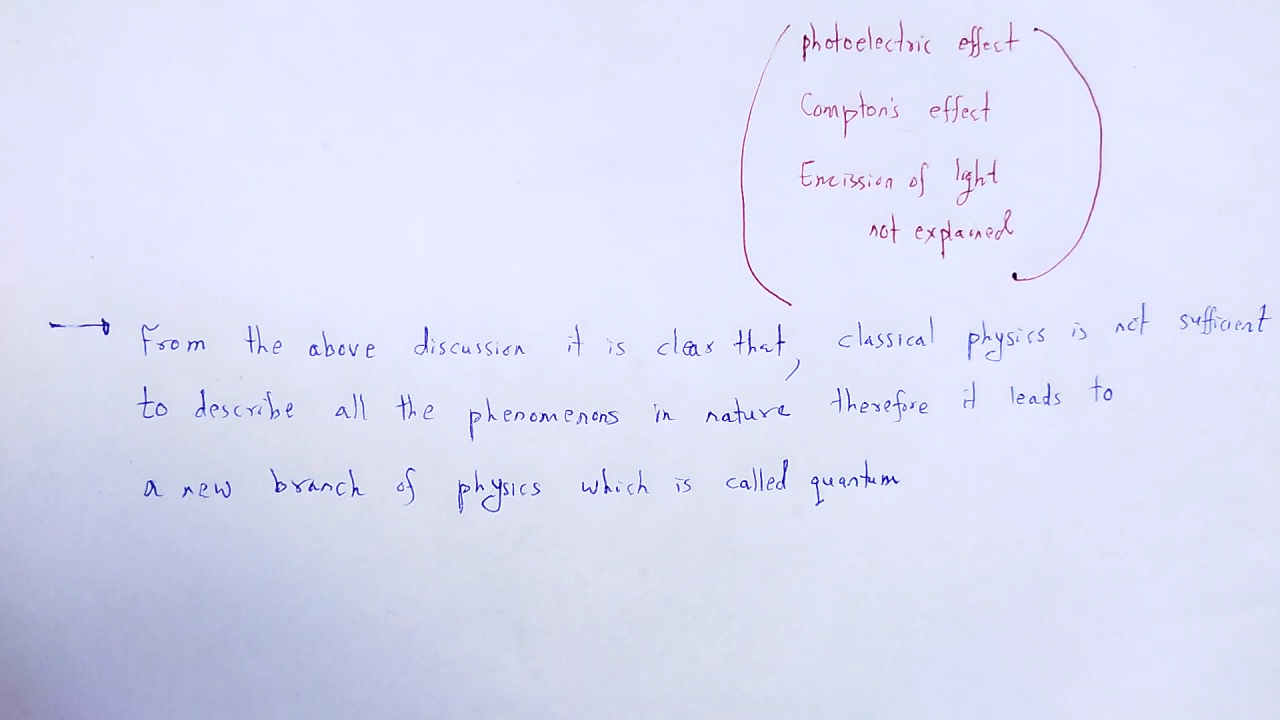 photoelectric effect
Compton's effect
Emission of light
not explained
→ From the above discussion it is clear that, classical physics is not sufficient
to describe all the phenomenons in nature therefore it leads to
a new branch of physics which is called quantum